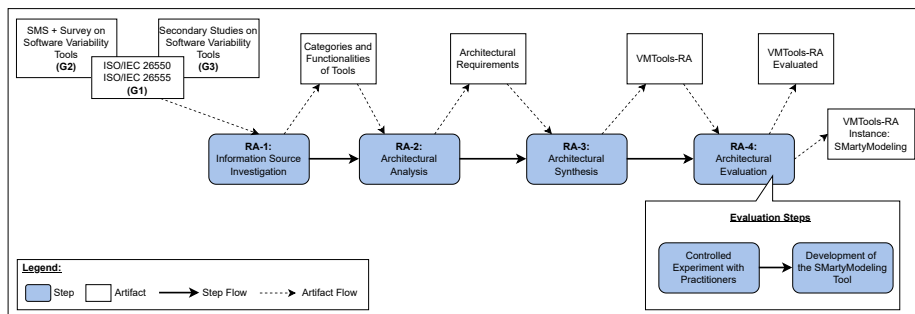 SMS + Survey on
Software Variability
Tools
(G2)
Secondary Studies on
Software Variability
Tools
(G3)
ISO/IEC 26550
ISO/IEC 26555
(G1)
Categories and
Functionalities
of Tools
Architectural
Requirements
VMTools-RA
VMTools-RA
Evaluated
VMTools-RA
Instance:
SMartyModeling
RA-1:
Information Source
Investigation
RA-2:
Architectural
Analysis
RA-3:
Architectural
Synthesis
RA-4:
Architectural
Evaluation
Evaluation Steps
Controlled
Experiment with
Practitioners
Development of
the SMartyModeling
Tool
Legend:
Step
Artifact
Step Flow
Artifact Flow